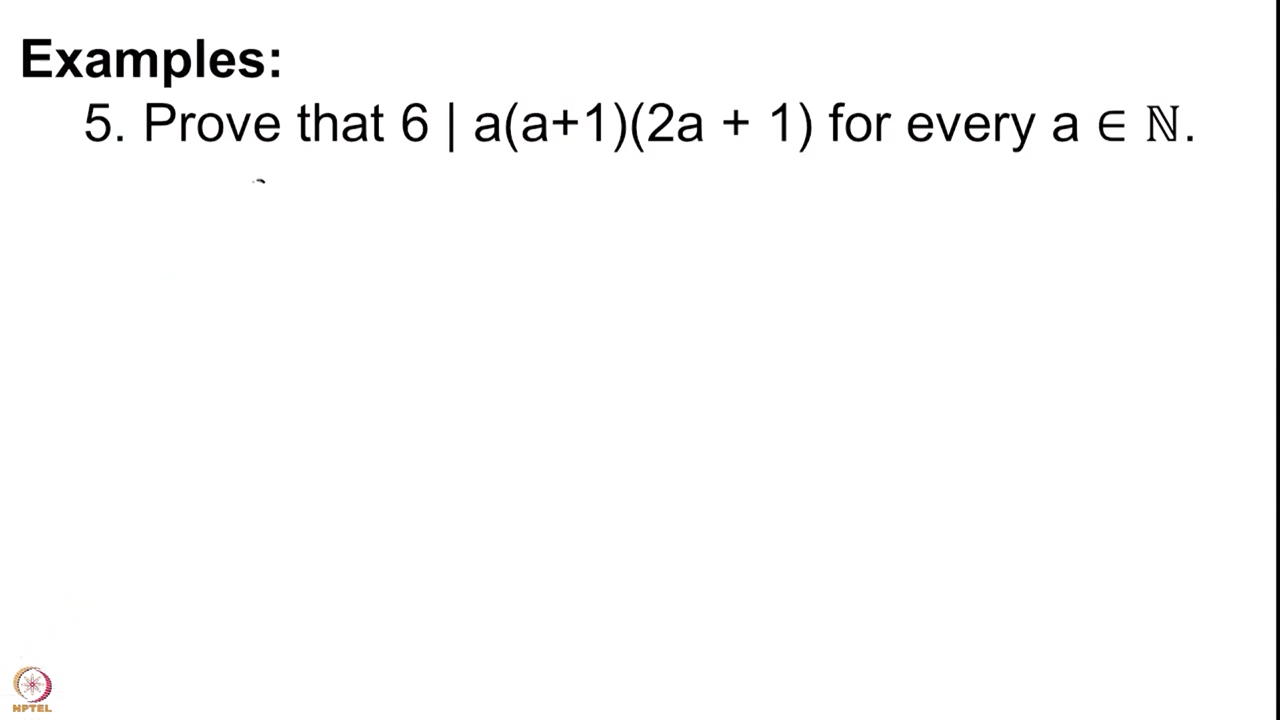 Examples:
5. Prove that 6 | a(a+1)(2a + 1) for every a ∈ ℕ.
NPTEL